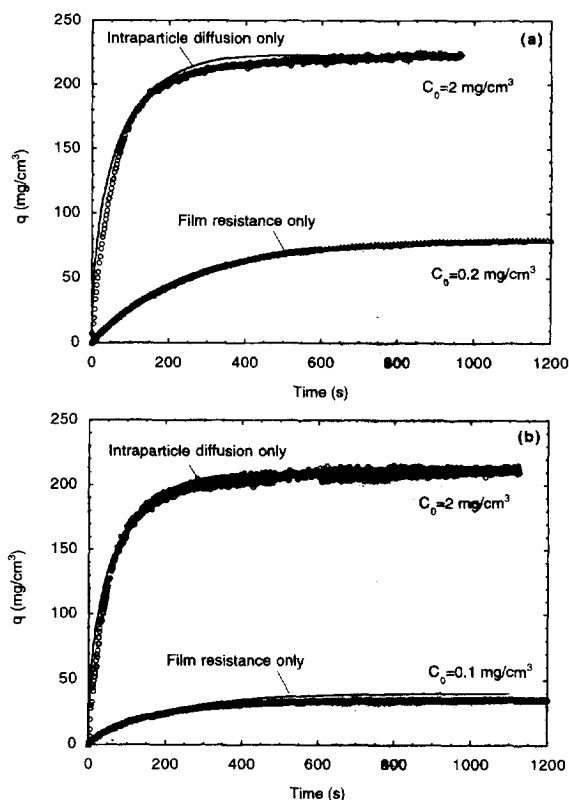 250
Intraparticle diffusion only
(a)
200
C₀=2 mg/cm³
150
q (mg/cm³)
100
Film resistance only
50
C₀=0.2 mg/cm³
0
0 200 400 600 800 1000 1200
Time (s)
250
(b)
Intraparticle diffusion only
200
C₀=2 mg/cm³
150
q (mg/cm³)
100
Film resistance only
C₀=0.1 mg/cm³
50
0
0 200 400 600 1000 1200
Time (s)